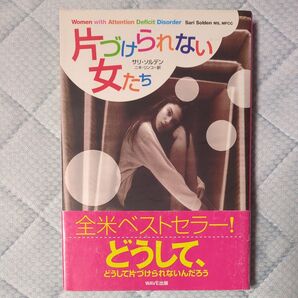 Women with Attention Deficit Disorder Sari Solden MS, MFCC
片づけられない
女たち
サリ・ソルデン
ニキ・リンコ=訳
全米ベストセラー!
どうして、
どうして片づけられないんだろう
WAVE出版